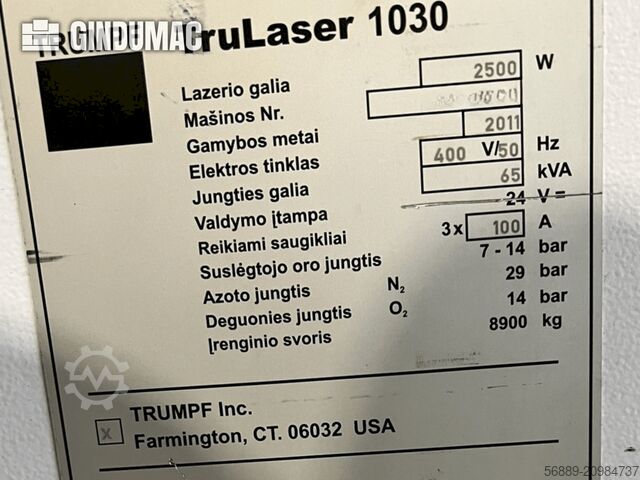 GINDUMAC
TRUMPF TruLaser 1030
Lazerio galia 2500 W
Mašinos Nr.
Gamybos metai 2011
Elektros tinklas 400 V/50 Hz
Jungties galia 65 kVA
Valdymo įtampa 24 V =
Reikiami saugikliai 3 x 100 A
Suslėgtojo oro jungtis 7 - 14 bar
Azoto jungtis N₂ 29 bar
Deguonies jungtis O₂ 14 bar
Įrenginio svoris 8900 kg
x TRUMPF Inc.
Farmington, CT. 06032 USA
56889-20984737